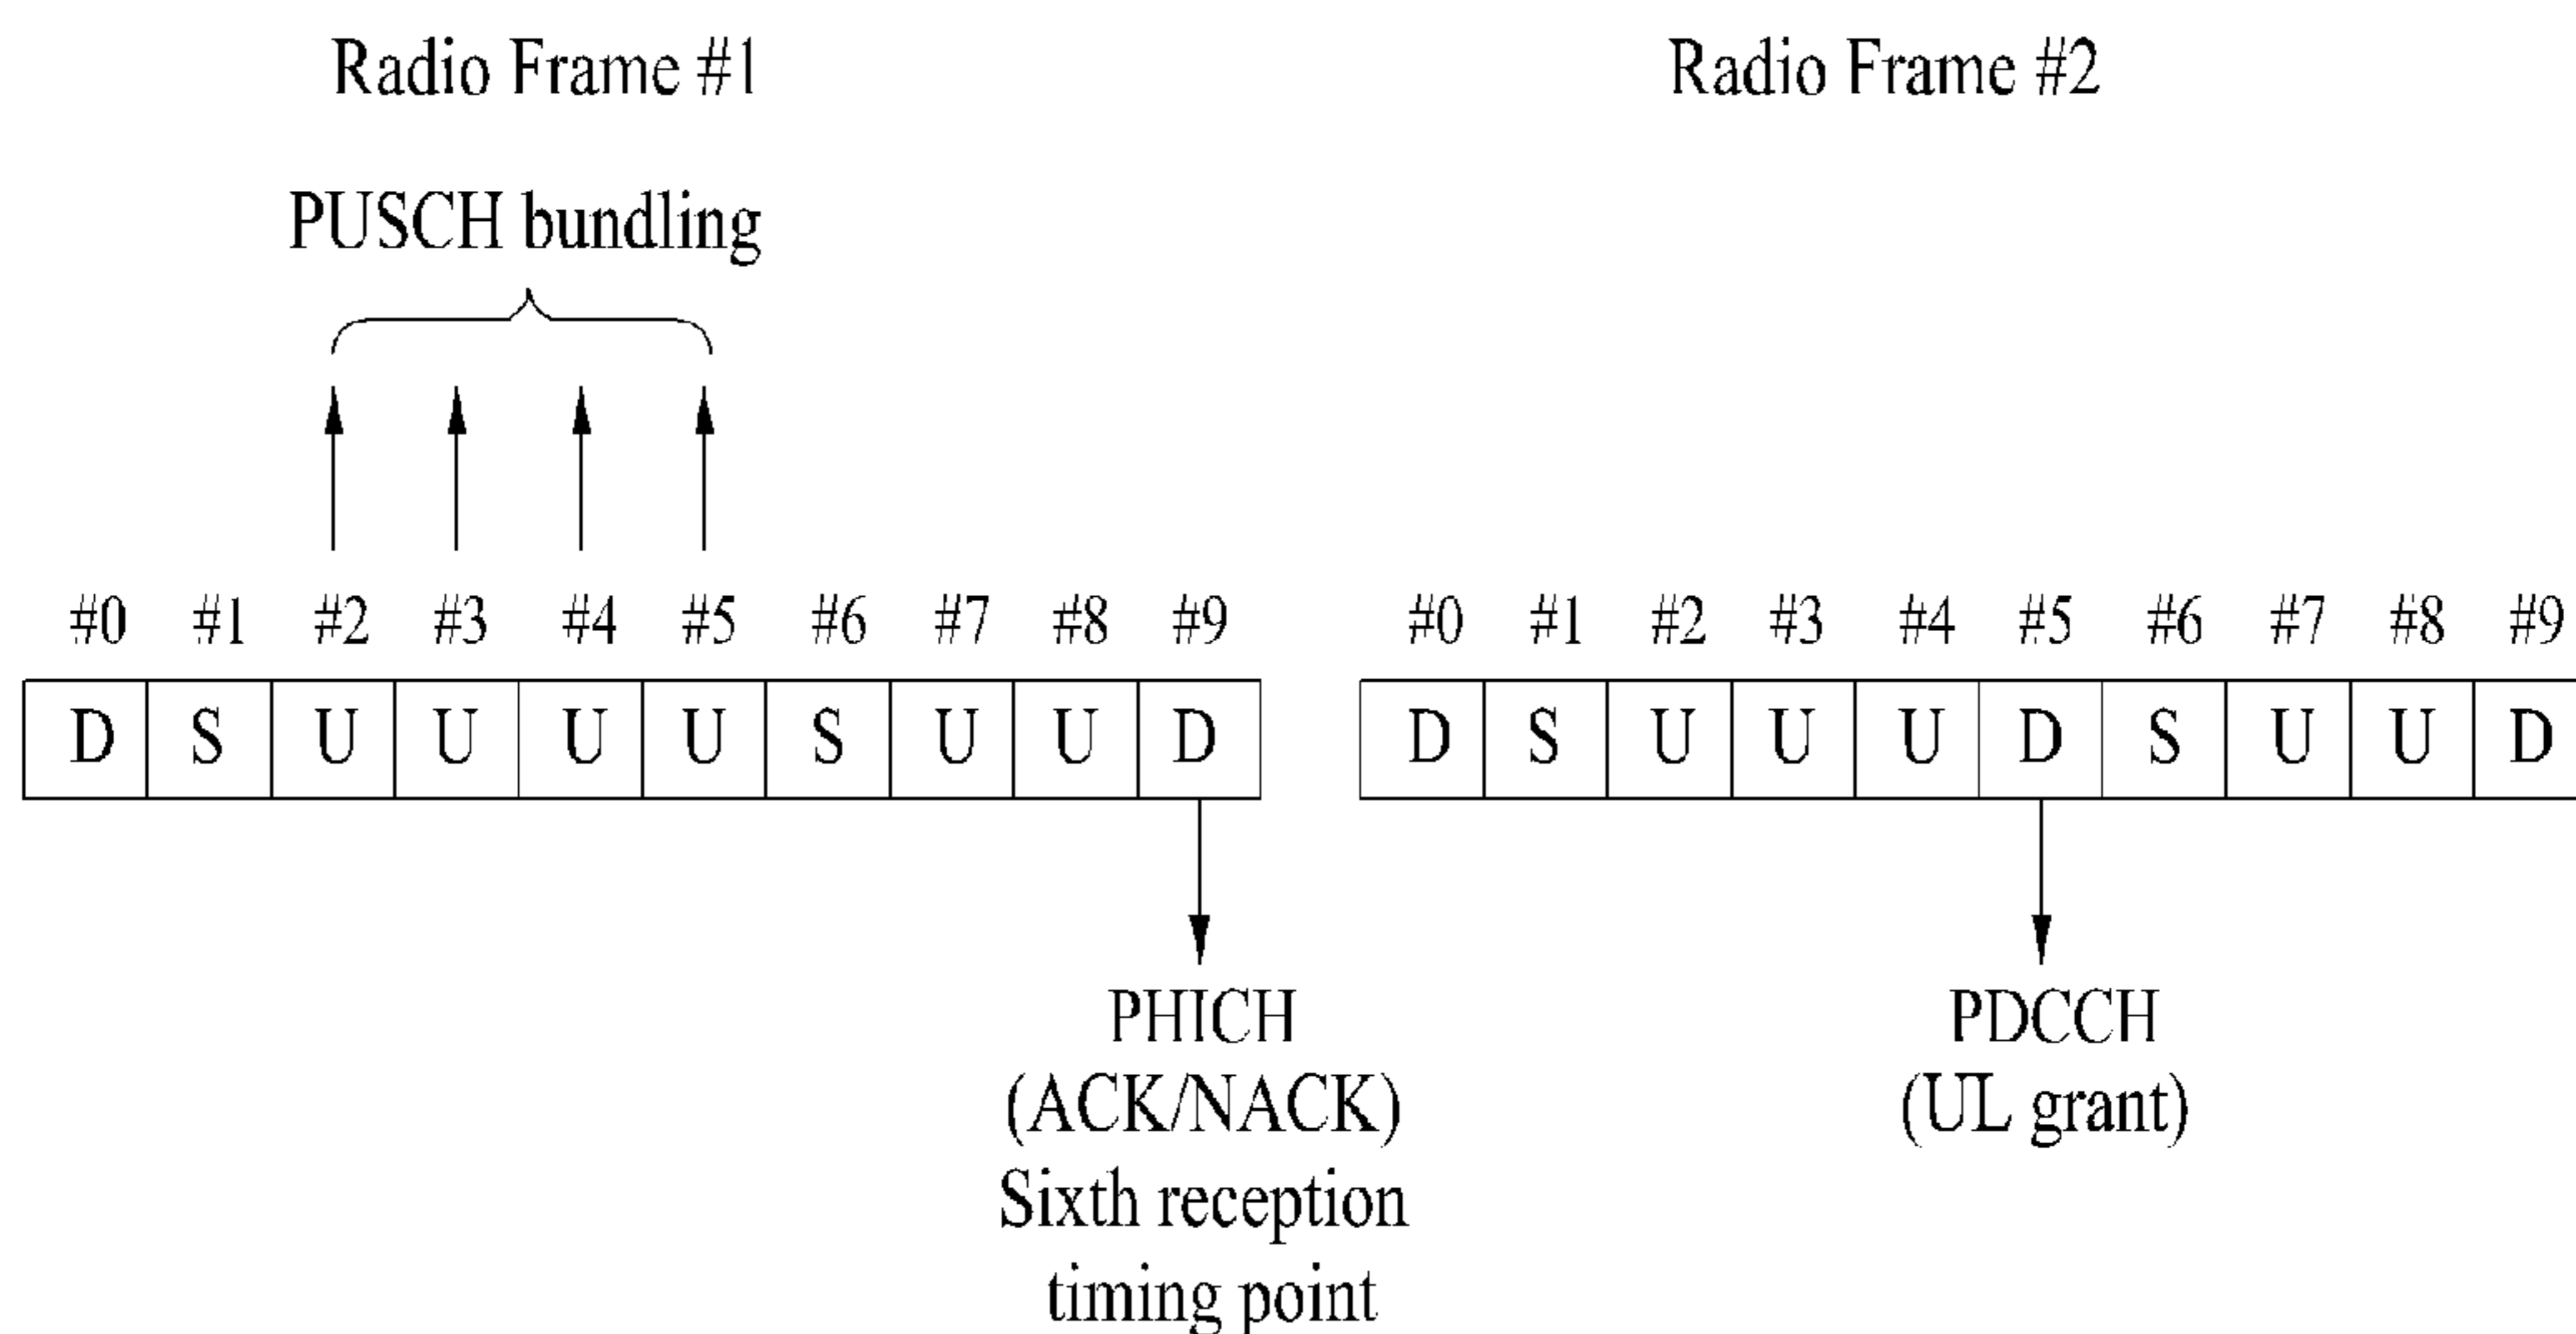 Radio Frame #1 Radio Frame #2
PUSCH bundling
#0 #1 #2 #3 #4 #5 #6 #7 #8 #9 #0 #1 #2 #3 #4 #5 #6 #7 #8 #9
D S U U U U S U U D D S U U U D S U U D
PHICH PDCCH
(ACK/NACK) (UL grant)
Sixth reception
timing point